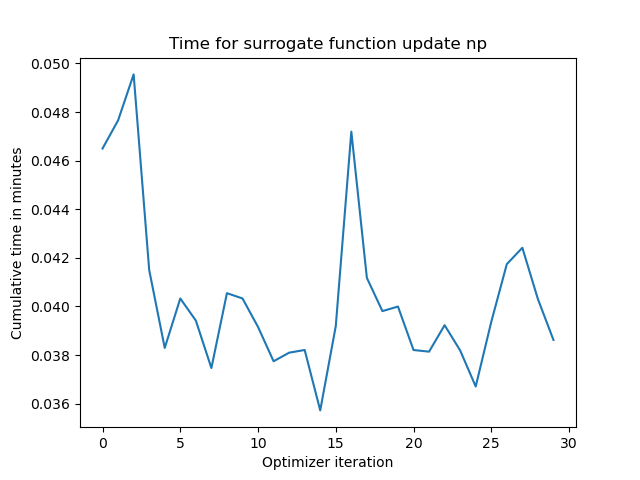 Time for surrogate function update np
0.050
0.048
0.046
0.044
0.042
0.040
0.038
0.036
Cumulative time in minutes
0 5 10 15 20 25 30
Optimizer iteration